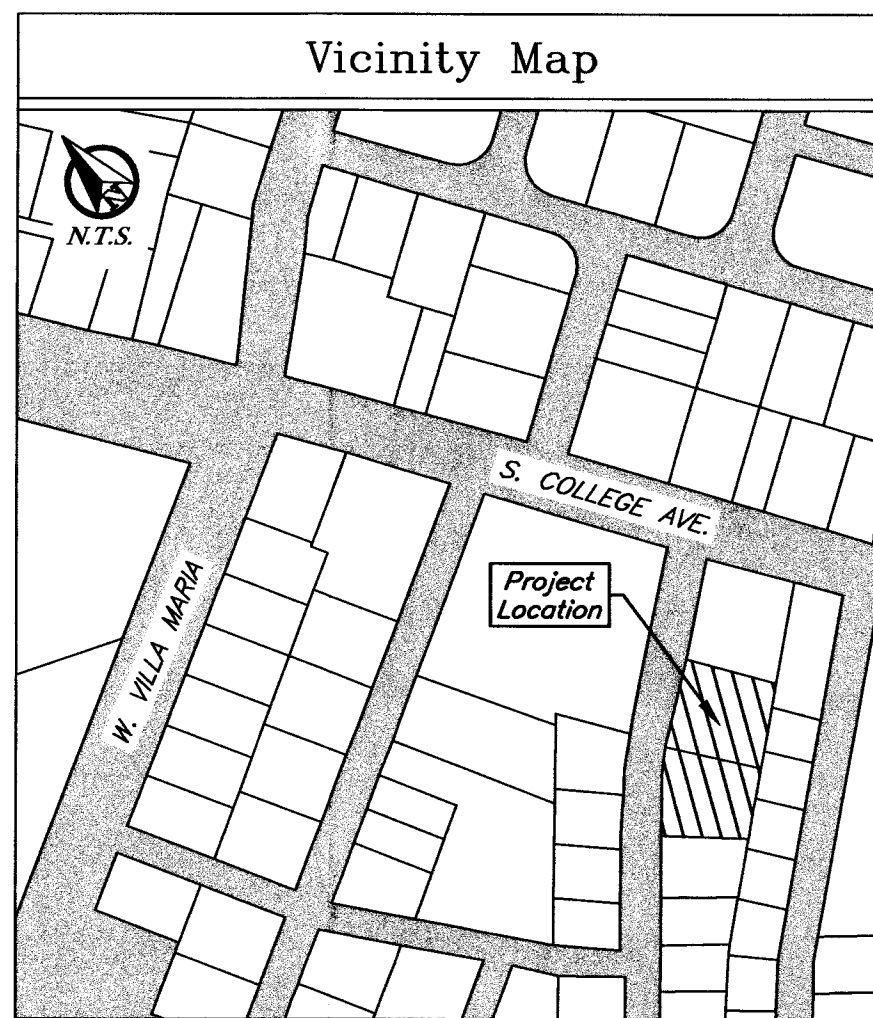 Vicinity Map
N.T.S.
S. COLLEGE AVE.
Project
Location
W. VILLA MARIA